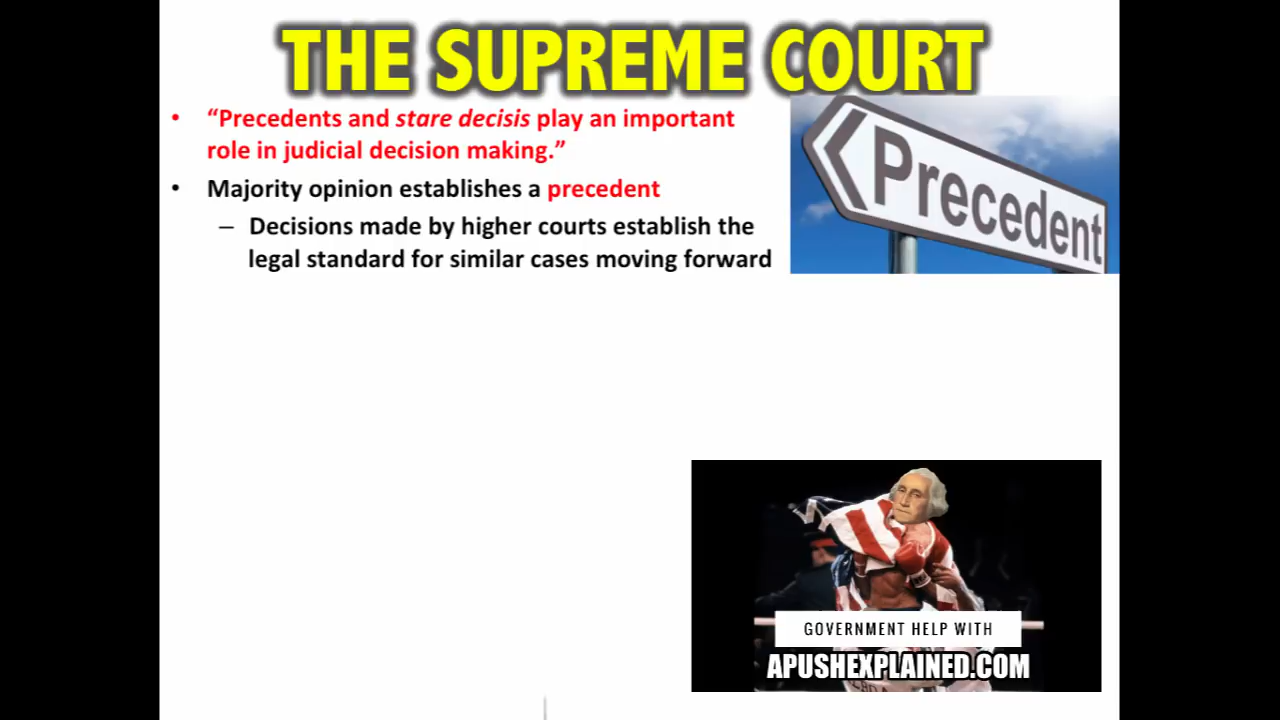 THE SUPREME COURT
• “Precedents and stare decisis play an important
role in judicial decision making.”
• Majority opinion establishes a precedent
– Decisions made by higher courts establish the
legal standard for similar cases moving forward
Precedent
GOVERNMENT HELP WITH
APUSHEXPLAINED.COM